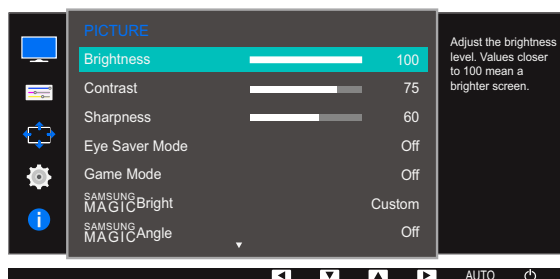 PICTURE
Brightness 100
Contrast 75
Sharpness 60
Eye Saver Mode Off
Game Mode Off
SAMSUNG MAGIC Bright Custom
SAMSUNG MAGIC Angle Off
Adjust the brightness
level. Values closer
to 100 mean a
brighter screen.
AUTO